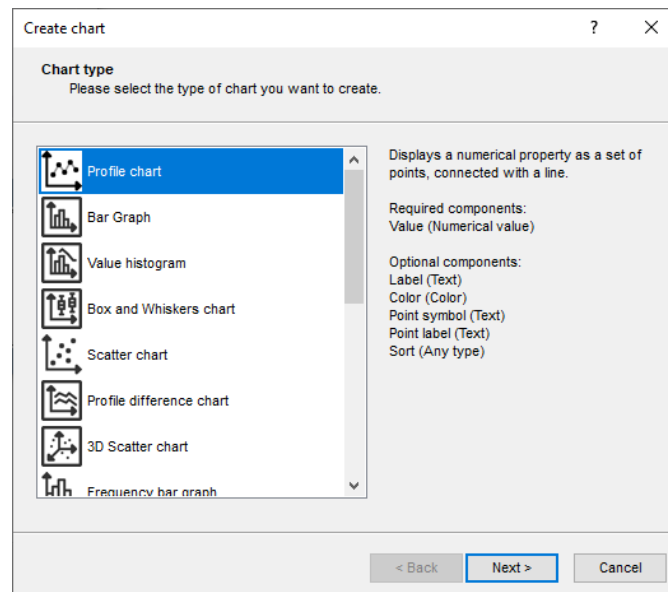 Create chart
?
Chart type
Please select the type of chart you want to create.
Profile chart
Bar Graph
Value histogram
Box and Whiskers chart
Scatter chart
Profile difference chart
3D Scatter chart
Frequency bar graph
Displays a numerical property as a set of
points, connected with a line.
Required components:
Value (Numerical value)
Optional components:
Label (Text)
Color (Color)
Point symbol (Text)
Point label (Text)
Sort (Any type)
< Back
Next >
Cancel